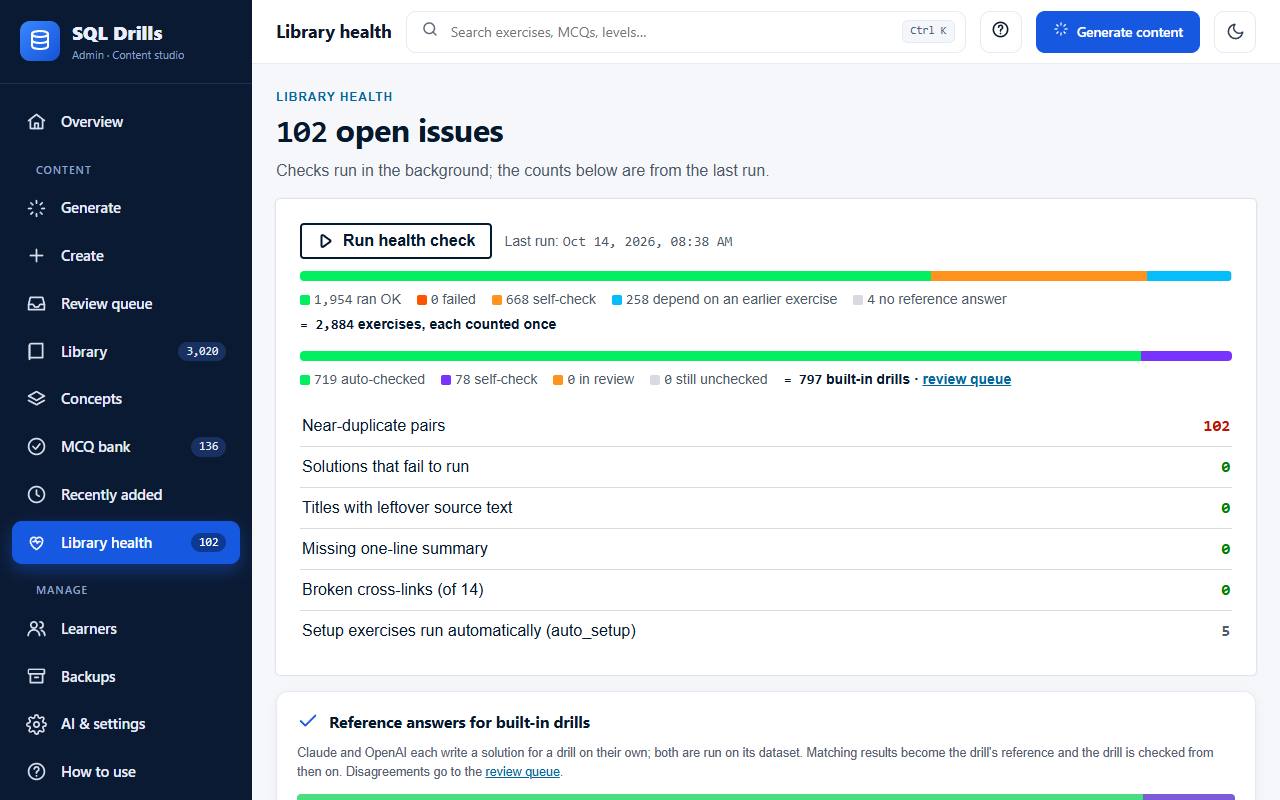 SQL Drills
Admin · Content studio
Overview
CONTENT
Generate
Create
Review queue
Library 3,020
Concepts
MCQ bank 136
Recently added
Library health 102
MANAGE
Learners
Backups
AI & settings
How to use
Library health
Search exercises, MCQs, levels...
Ctrl K
Generate content
LIBRARY HEALTH
102 open issues
Checks run in the background; the counts below are from the last run.
Run health check
Last run: Oct 14, 2026, 08:38 AM
1,954 ran OK 0 failed 668 self-check 258 depend on an earlier exercise 4 no reference answer
= 2,884 exercises, each counted once
719 auto-checked 78 self-check 0 in review 0 still unchecked = 797 built-in drills · review queue
Near-duplicate pairs 102
Solutions that fail to run 0
Titles with leftover source text 0
Missing one-line summary 0
Broken cross-links (of 14) 0
Setup exercises run automatically (auto_setup) 5
Reference answers for built-in drills
Claude and OpenAI each write a solution for a drill on their own; both are run on its dataset. Matching results become the drill's reference and the drill is checked from
then on. Disagreements go to the review queue.